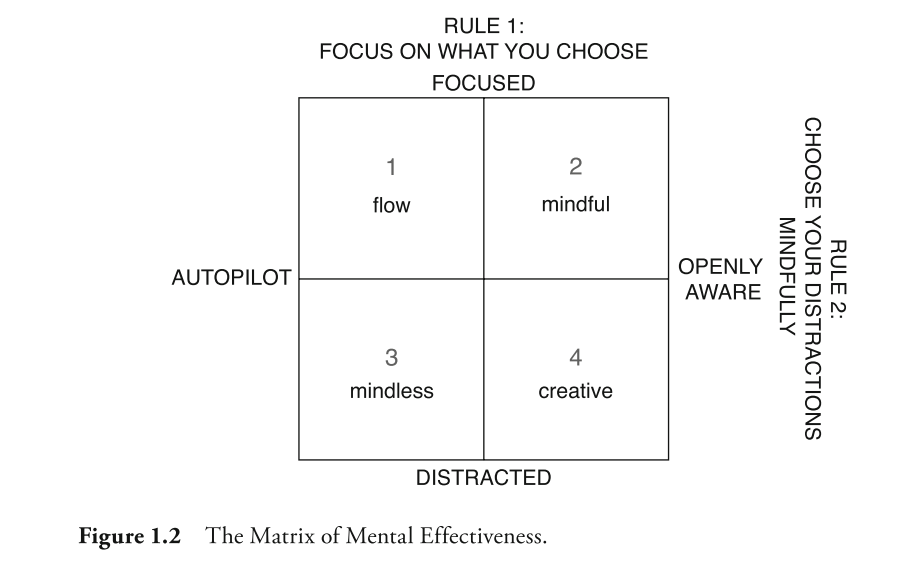 RULE 1:
FOCUS ON WHAT YOU CHOOSE
FOCUSED
1
flow
2
mindful
AUTOPILOT
OPENLY
AWARE
RULE 2:
CHOOSE YOUR DISTRACTIONS
MINDFULLY
3
mindless
4
creative
DISTRACTED
Figure 1.2 The Matrix of Mental Effectiveness.